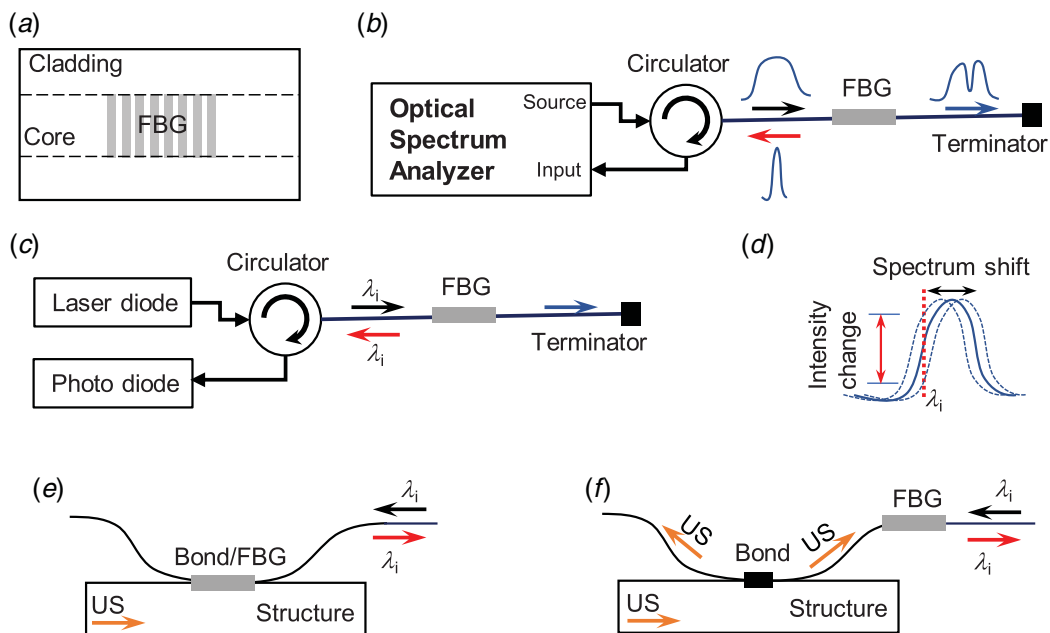 (a)
Cladding
Core
FBG
(b)
Optical
Spectrum
Analyzer
Source
Input
Circulator
FBG
Terminator
(c)
Laser diode
Photo diode
Circulator
λi
λi
FBG
Terminator
(d)
Spectrum shift
Intensity
change
λi
(e)
λi
λi
Bond/FBG
US
Structure
(f)
US
Bond
US
FBG
λi
λi
US
Structure